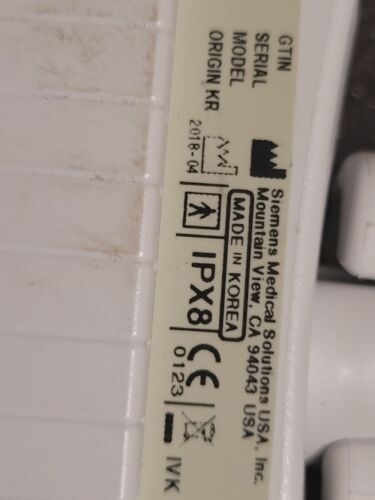 GTIN
SERIAL
MODEL
ORIGIN KR
2018-04
Siemens Medical Solutions USA, Inc.
Mountain View, CA 94043 USA
MADE IN KOREA
IPX8
CE
0123
IVK